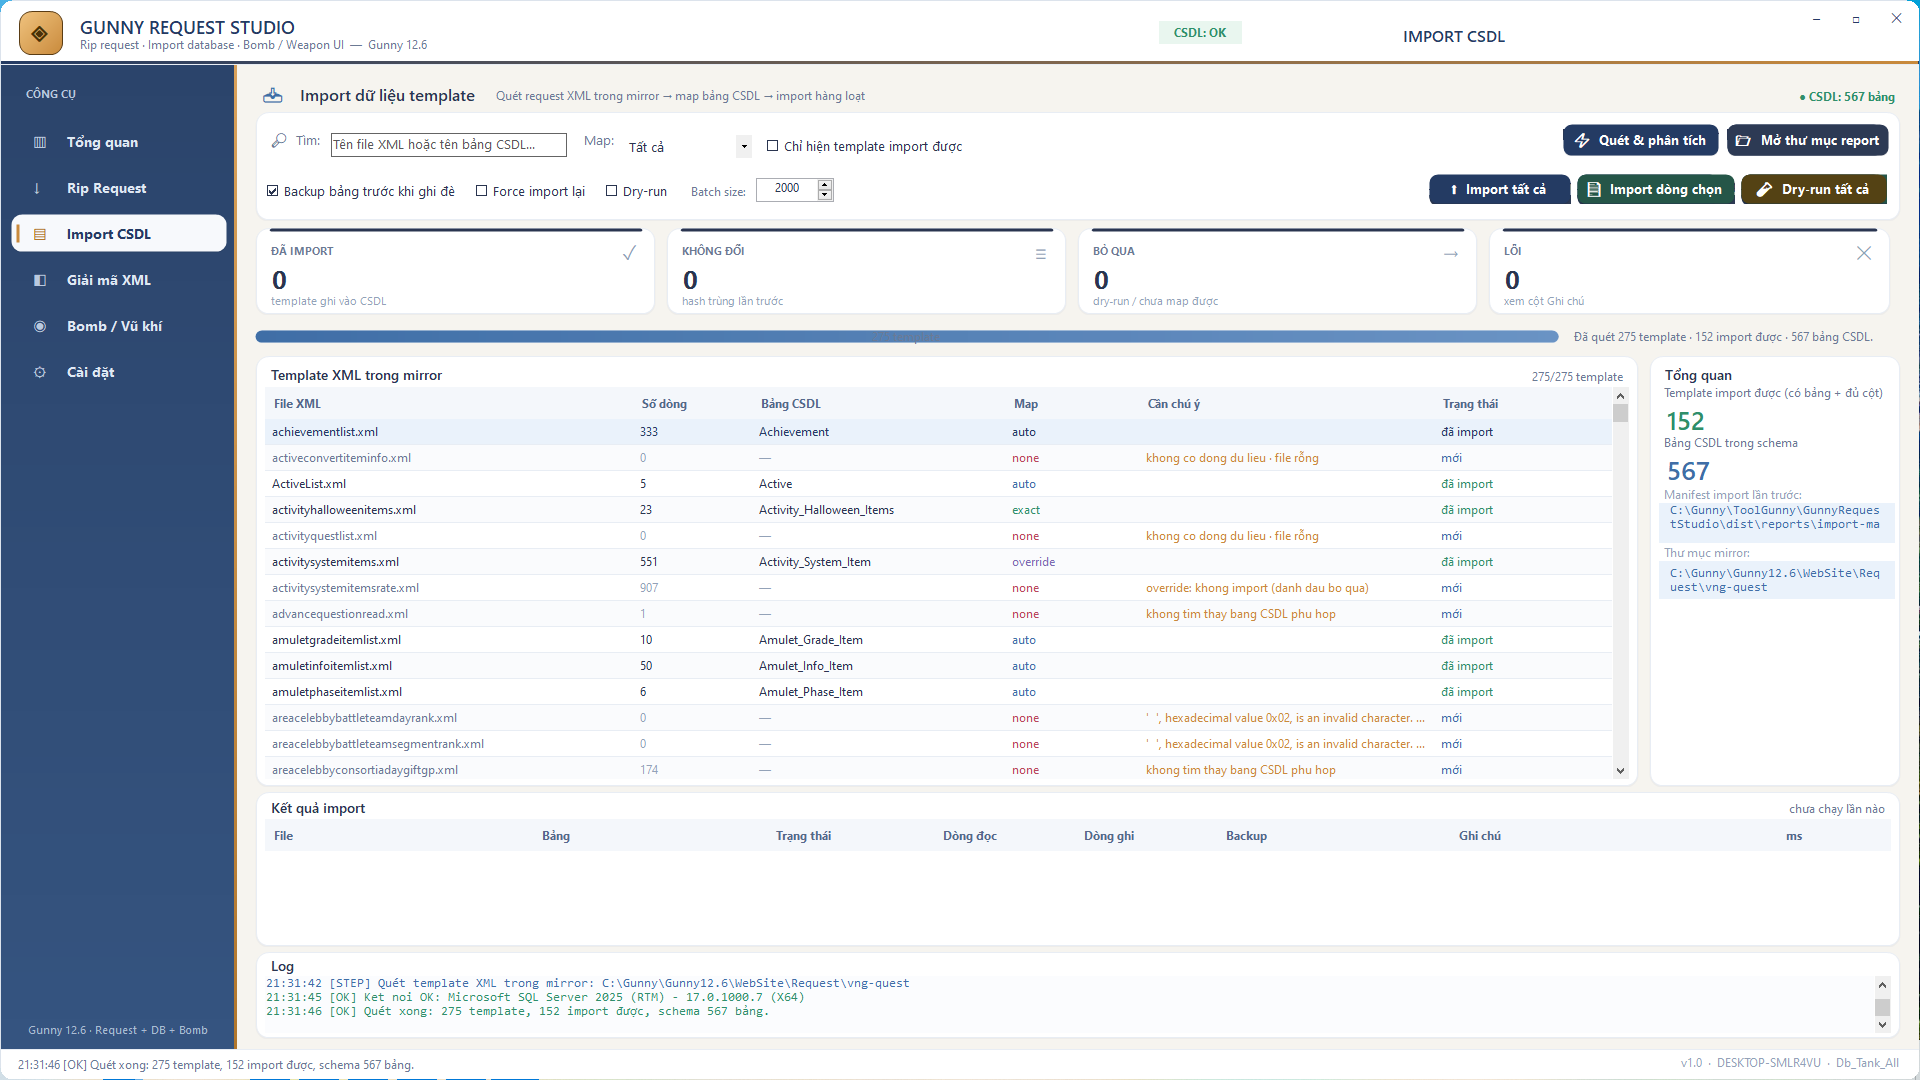 GUNNY REQUEST STUDIO
Rip request · Import database · Bomb / Weapon UI — Gunny 12.6
CSDL: OK
IMPORT CSDL
CÔNG CỤ
Tổng quan
Rip Request
Import CSDL
Giải mã XML
Bomb / Vũ khí
Cài đặt
Gunny 12.6 · Request + DB + Bomb
Import dữ liệu template
Quét request XML trong mirror → map bảng CSDL → import hàng loạt
• CSDL: 567 bảng
Tìm: Tên file XML hoặc tên bảng CSDL... Map: Tất cả Chỉ hiện template import được
Quét & phân tích
Mở thư mục report
Backup bảng trước khi ghi đè Force import lại Dry-run Batch size: 2000
Import tất cả
Import dòng chọn
Dry-run tất cả
ĐÃ IMPORT
0
template ghi vào CSDL
KHÔNG ĐỔI
0
hash trùng lần trước
BỎ QUA
0
dry-run / chưa map được
LỖI
0
xem cột Ghi chú
Đã quét 275 template · 152 import được · 567 bảng CSDL.
Template XML trong mirror
275/275 template
File XML Số dòng Bảng CSDL Map Cần chú ý Trạng thái
achievementlist.xml 333 Achievement auto đã import
activeconvertiteminfo.xml 0 — none khong co dong du lieu · file rỗng mới
ActiveList.xml 5 Active auto đã import
activityhalloweenitems.xml 23 Activity_Halloween_Items exact đã import
activityquestlist.xml 0 — none khong co dong du lieu · file rỗng mới
activitysystemitems.xml 551 Activity_System_Item override đã import
activitysystemitemsrate.xml 907 — none override: khong import (danh dau bo qua) mới
advancequestionread.xml 1 — none khong tim thay bang CSDL phu hop mới
amuletgradeitemlist.xml 10 Amulet_Grade_Item auto đã import
amuletinfoitemlist.xml 50 Amulet_Info_Item auto đã import
amuletphaseitemlist.xml 6 Amulet_Phase_Item auto đã import
areacelebbybattleteamdayrank.xml 0 — none ' ', hexadecimal value 0x02, is an invalid character. ... mới
areacelebbybattleteamsegmentrank.xml 0 — none ' ', hexadecimal value 0x02, is an invalid character. ... mới
areacelebbyconsortiadaygiftgp.xml 174 — none khong tim thay bang CSDL phu hop mới
Tổng quan
Template import được (có bảng + đủ cột)
152
Bảng CSDL trong schema
567
Manifest import lần trước:
C:\Gunny\ToolGunny\GunnyReques
tStudio\dist\reports\import-ma
Thư mục mirror:
C:\Gunny\Gunny12.6\WebSite\Req
uest\vng-quest
Kết quả import
chưa chạy lần nào
File Bảng Trạng thái Dòng đọc Dòng ghi Backup Ghi chú ms
Log
21:31:42 [STEP] Quét template XML trong mirror: C:\Gunny\Gunny12.6\WebSite\Request\vng-quest
21:31:45 [OK] Ket noi OK: Microsoft SQL Server 2025 (RTM) - 17.0.1000.7 (X64)
21:31:46 [OK] Quét xong: 275 template, 152 import được, schema 567 bảng.
21:31:46 [OK] Quét xong: 275 template, 152 import được, schema 567 bảng.
v1.0 · DESKTOP-SMLR4VU · Db_Tank_All